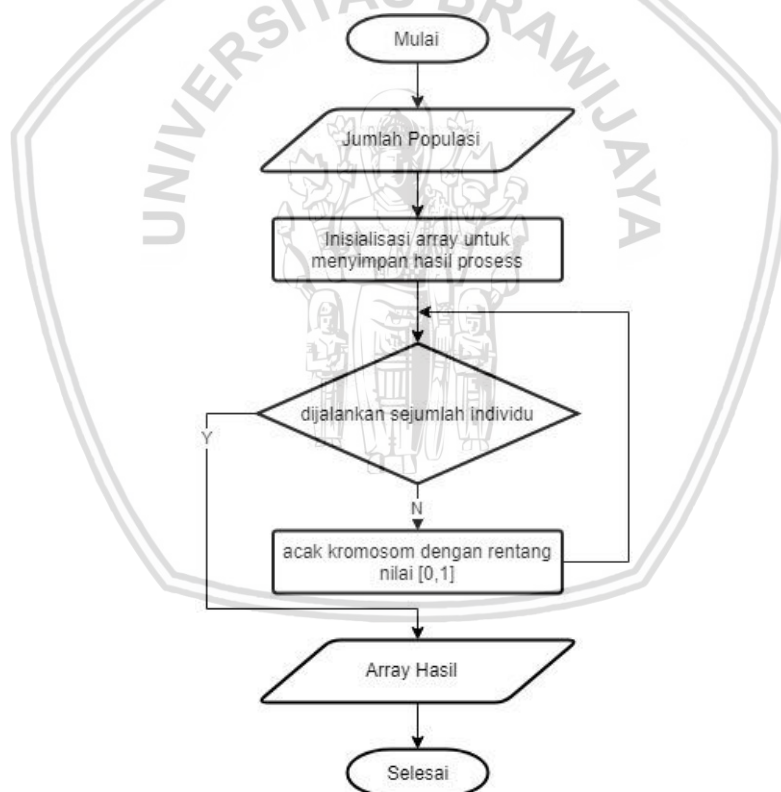 UNIVERSITAS BRAWIJAYA
Mulai
Jumlah Populasi
Inisialisasi array untuk
menyimpan hasil prosess
dijalankan sejumlah individu
Y
N
acak kromosom dengan rentang
nilai [0,1]
Array Hasil
Selesai